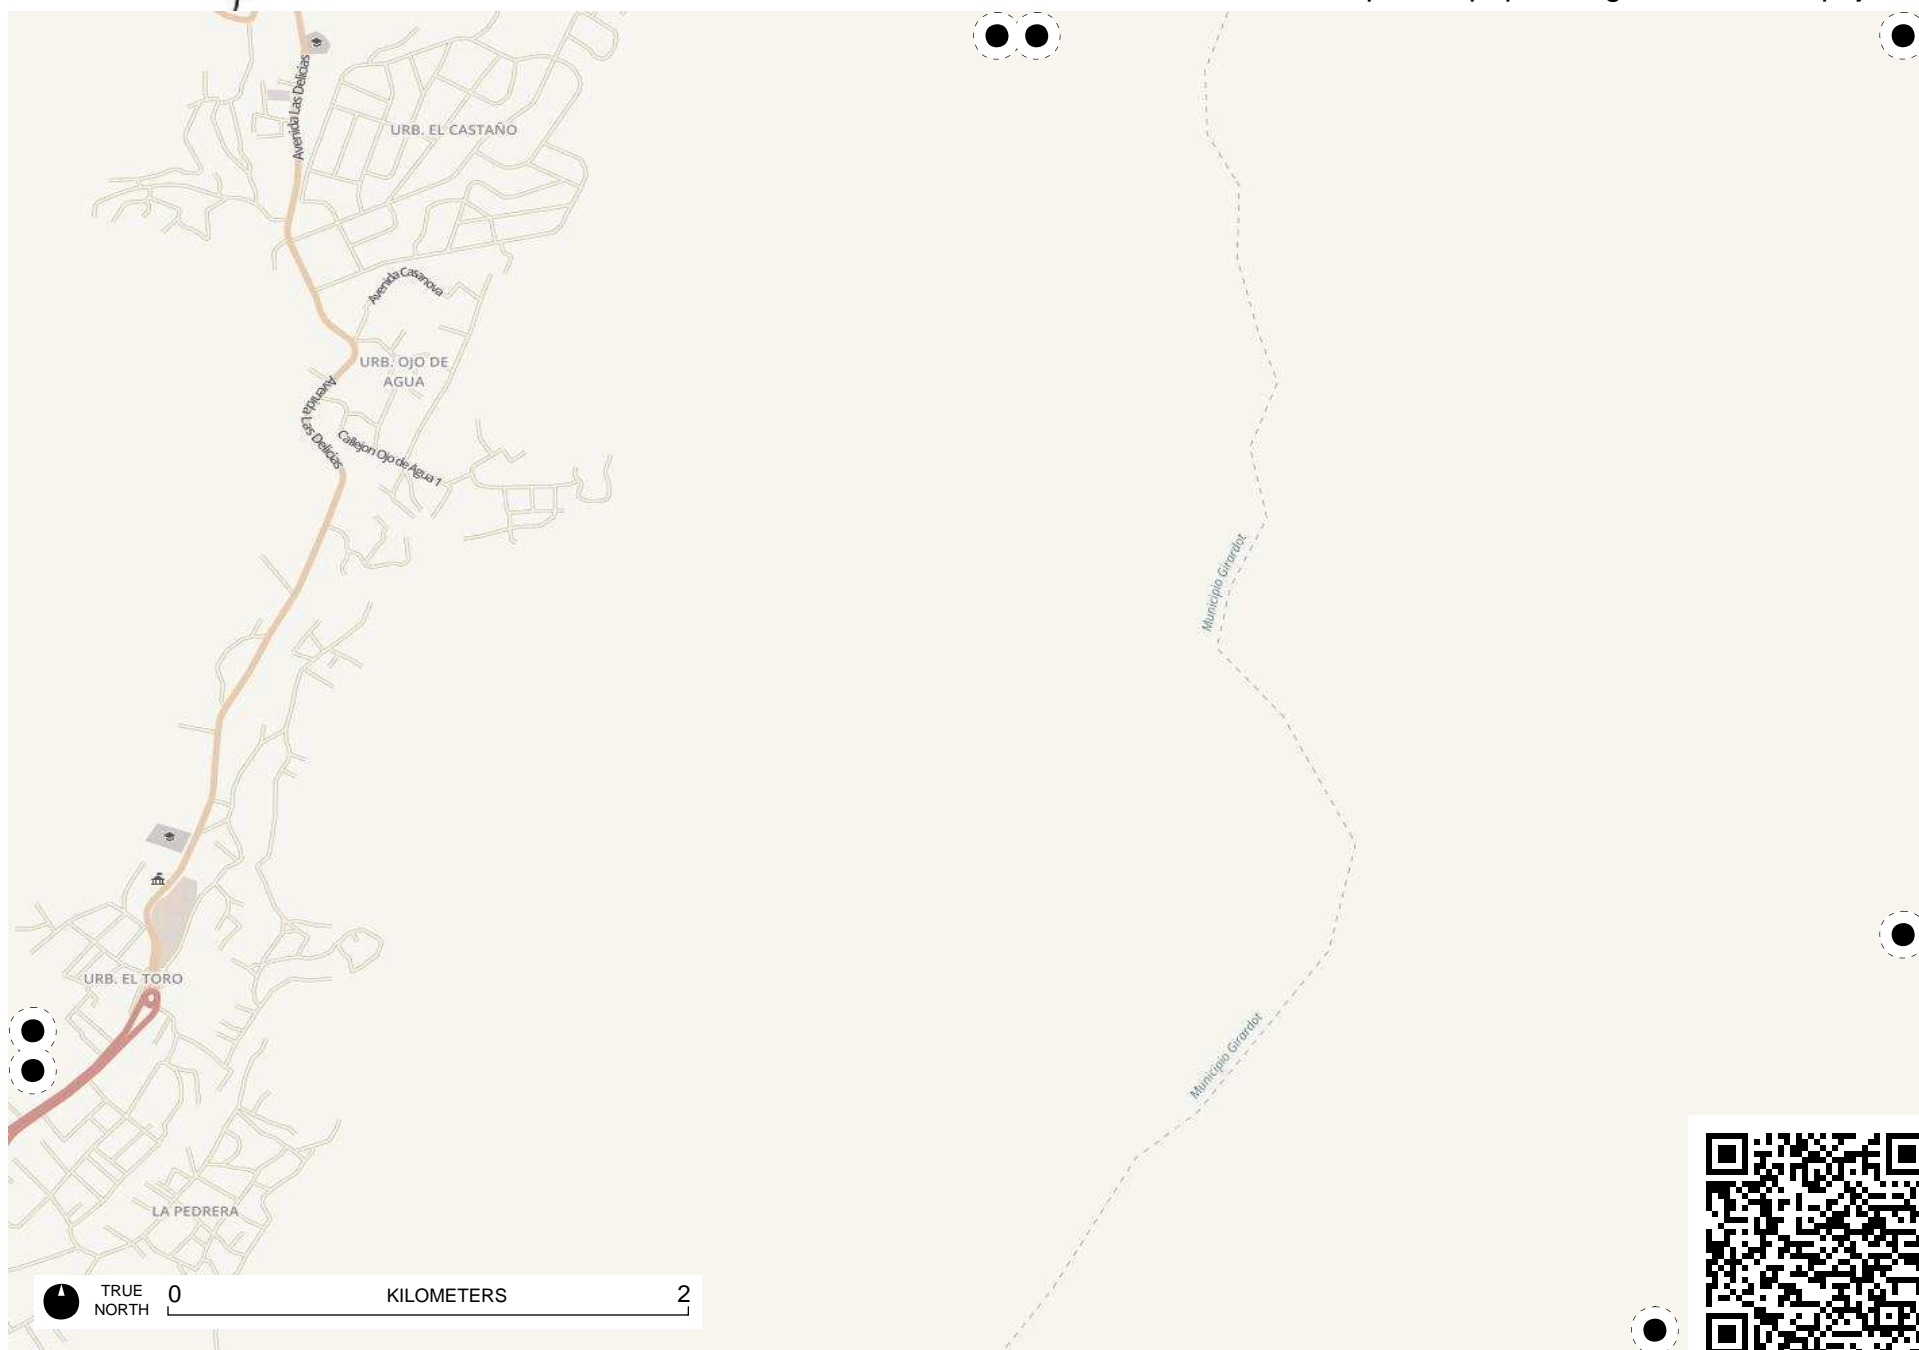 Avenida Las Delicias
URB. EL CASTAÑO
Avenida Casanova
URB. OJO DE
AGUA
Avenida Las Delicias
Callejon Ojo de Agua 1
Municipio Girardot
URB. EL TORO
Municipio Girardot
LA PEDRERA
TRUE
NORTH
0
KILOMETERS
2